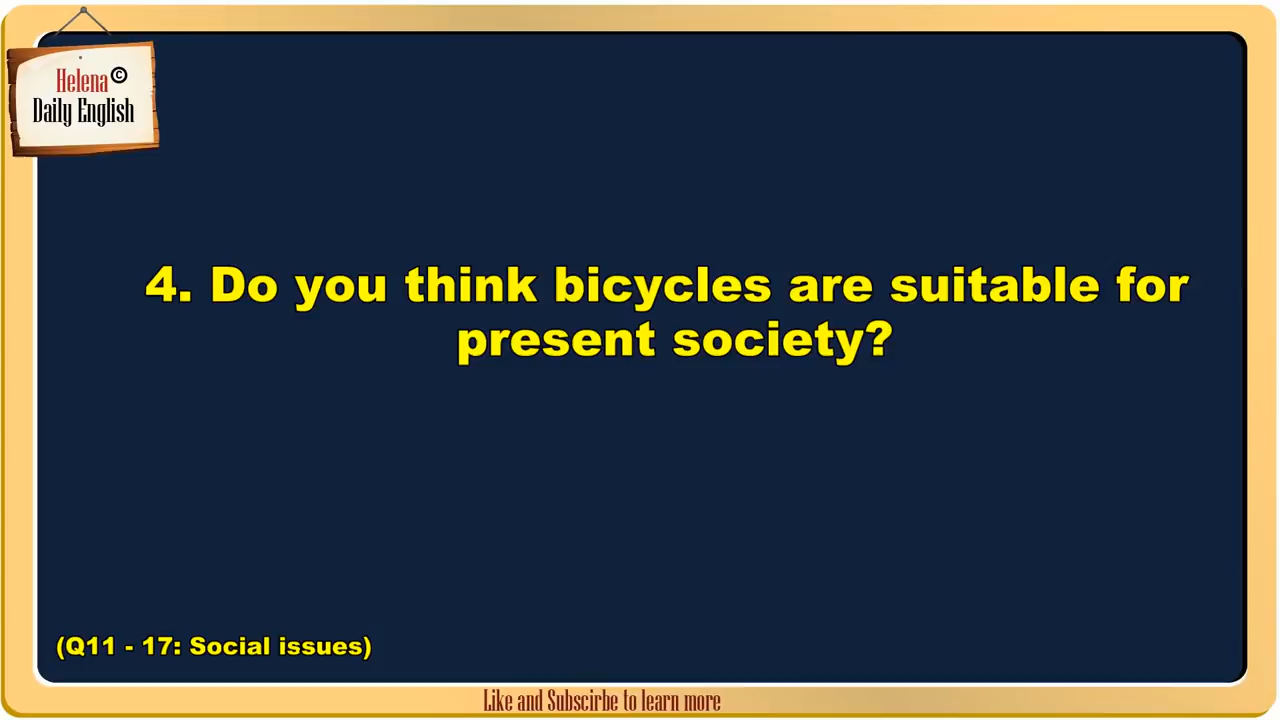 Helena ©
Daily English
4. Do you think bicycles are suitable for
present society?
(Q11 - 17: Social issues)
Like and Subscirbe to learn more